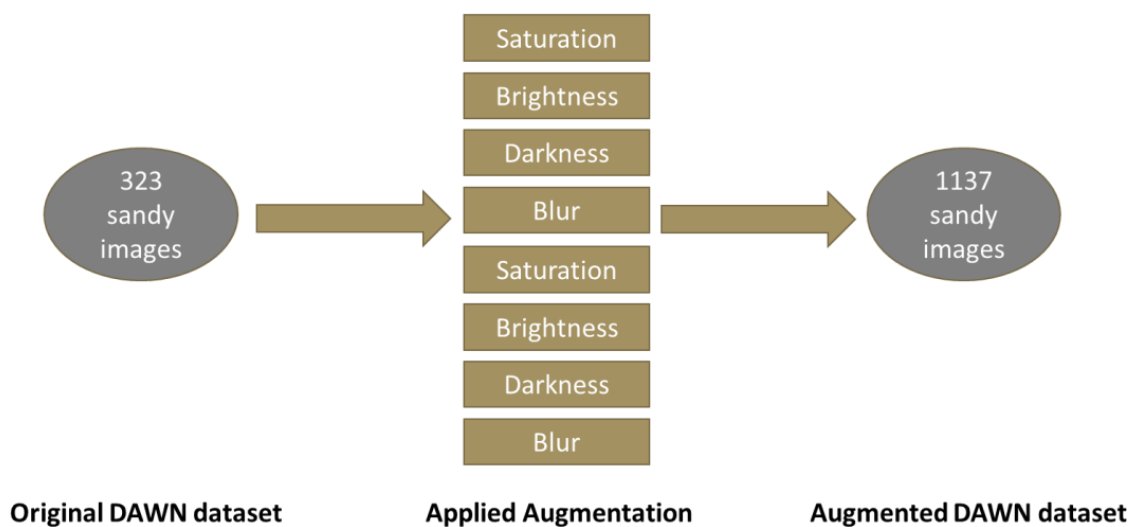 323
sandy
images
Saturation
Brightness
Darkness
Blur
Saturation
Brightness
Darkness
Blur
1137
sandy
images
Original DAWN dataset
Applied Augmentation
Augmented DAWN dataset